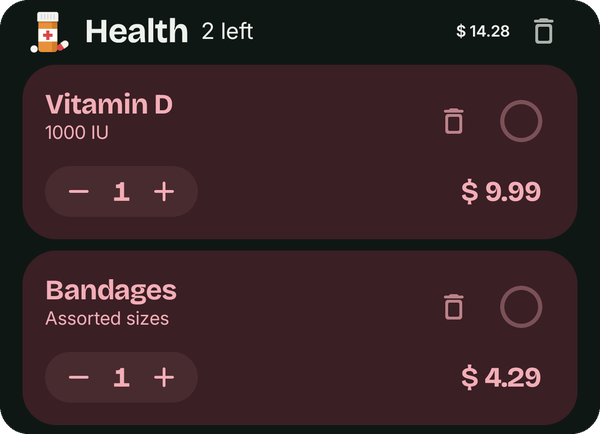 Health 2 left $ 14.28
Vitamin D
1000 IU
− 1 + $ 9.99
Bandages
Assorted sizes
− 1 + $ 4.29